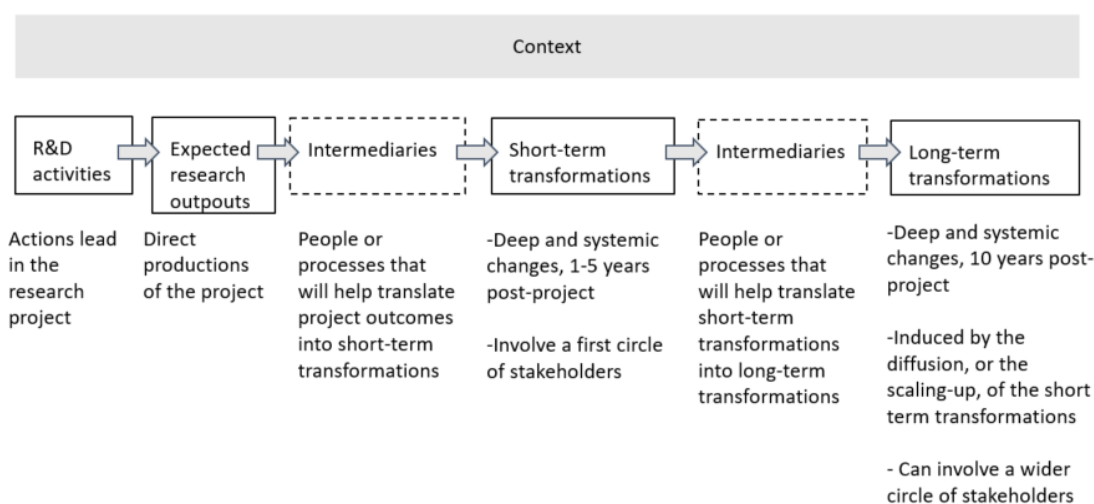 Context
R&D
activities
Expected
research
outpouts
Intermediaries
Short-term
transformations
Intermediaries
Long-term
transformations
Actions lead
in the
research
project
Direct
productions
of the project
People or
processes that
will help translate
project outcomes
into short-term
transformations
-Deep and systemic
changes, 1-5 years
post-project
-Involve a first circle
of stakeholders
People or
processes that
will help translate
short-term
transformations
into long-term
transformations
-Deep and systemic
changes, 10 years post-
project
-Induced by the
diffusion, or the
scaling-up, of the short
term transformations
- Can involve a wider
circle of stakeholders